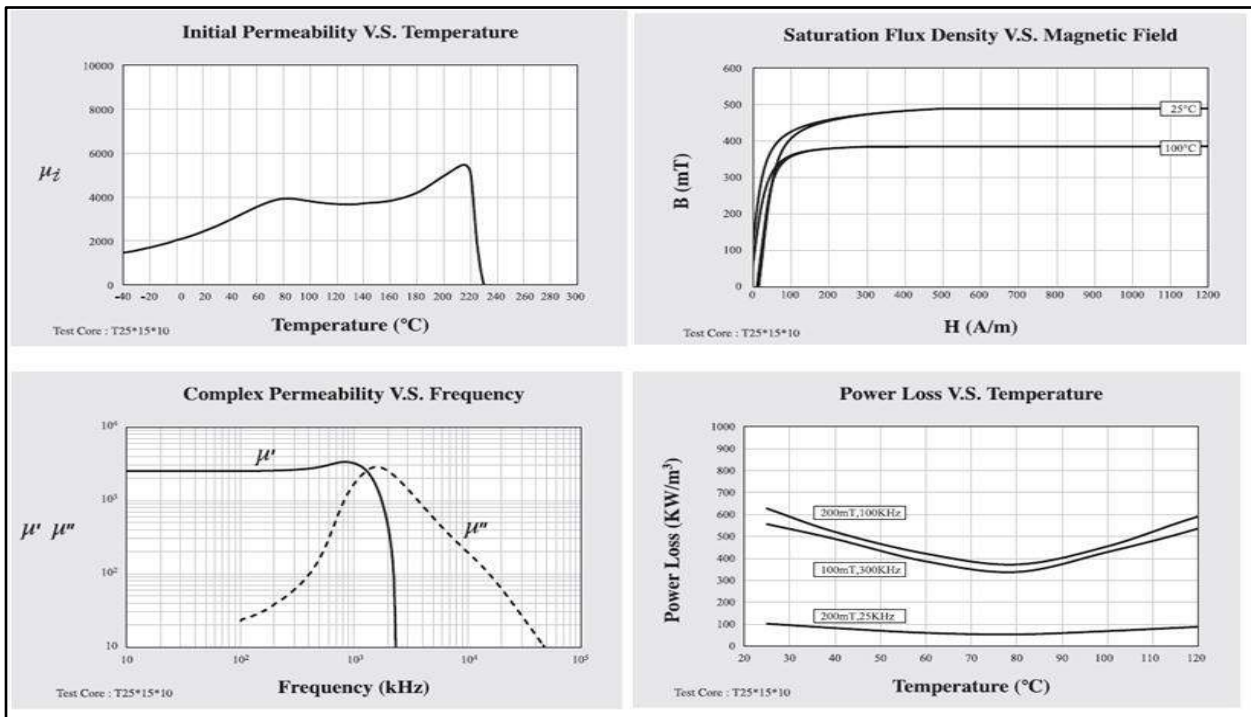 Initial Permeability V.S. Temperature
10000
8000
6000
4000
2000
0
μi
-40 -20 0 20 40 60 80 100 120 140 160 180 200 220 240 260 280 300
Temperature (°C)
Test Core : T25*15*10
Saturation Flux Density V.S. Magnetic Field
600
500
400
300
200
100
0
B (mT)
25°C
100°C
0 100 200 300 400 500 600 700 800 900 1000 1100 1200
H (A/m)
Test Core : T25*15*10
Complex Permeability V.S. Frequency
10⁴
10³
10²
10
μ' μ"
μ'
μ"
10 10² 10³ 10⁴ 10⁵
Frequency (kHz)
Test Core : T25*15*10
Power Loss V.S. Temperature
1000
900
800
700
600
500
400
300
200
100
0
Power Loss (KW/m³)
200mT,100KHz
100mT,300KHz
200mT,25KHz
20 30 40 50 60 70 80 90 100 110 120
Temperature (°C)
Test Core : T25*15*10